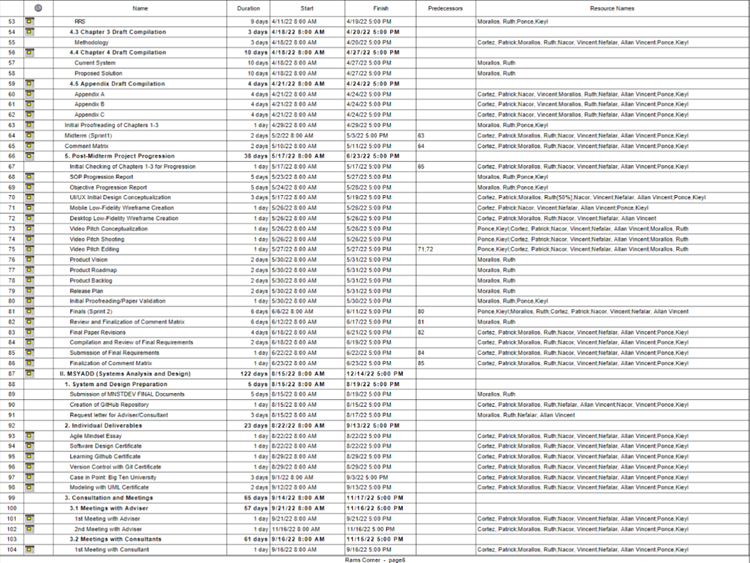 Name Duration Start Finish Predecessors Resource Names
53 RRS 9 days 4/11/22 8:00 AM 4/19/22 5:00 PM Morallos, Ruth;Ponce,Kieyl
54 4.3 Chapter 3 Draft Compilation 3 days 4/18/22 8:00 AM 4/20/22 5:00 PM
55 Methodology 3 days 4/18/22 8:00 AM 4/20/22 5:00 PM Cortez, Patrick;Morallos, Ruth;Nacor, Vincent;Nefalar, Allan Vincent;Ponce,Kieyl
56 4.4 Chapter 4 Draft Compilation 10 days 4/18/22 8:00 AM 4/27/22 5:00 PM
57 Current System 10 days 4/18/22 8:00 AM 4/27/22 5:00 PM Morallos, Ruth
58 Proposed Solution 10 days 4/18/22 8:00 AM 4/27/22 5:00 PM Morallos, Ruth
59 4.5 Appendix Draft Compilation 4 days 4/21/22 8:00 AM 4/24/22 5:00 PM
60 Appendix A 4 days 4/21/22 8:00 AM 4/24/22 5:00 PM Cortez, Patrick;Nacor, Vincent;Morallos, Ruth;Nefalar, Allan Vincent;Ponce,Kieyl
61 Appendix B 4 days 4/21/22 8:00 AM 4/24/22 5:00 PM Cortez, Patrick;Morallos, Ruth;Nacor, Vincent;Nefalar, Allan Vincent;Ponce,Kieyl
62 Appendix C 4 days 4/21/22 8:00 AM 4/24/22 5:00 PM Cortez, Patrick;Morallos, Ruth;Nacor, Vincent;Nefalar, Allan Vincent;Ponce,Kieyl
63 Initial Proofreading of Chapters 1-3 1 day 4/29/22 8:00 AM 4/29/22 5:00 PM Morallos, Ruth;Ponce,Kieyl
64 Midterm (Sprint1) 2 days 5/2/22 8:00 AM 5/3/22 5:00 PM 63 Cortez, Patrick;Morallos, Ruth;Nacor, Vincent;Nefalar, Allan Vincent;Ponce,Kieyl
65 Comment Matrix 2 days 5/10/22 8:00 AM 5/11/22 5:00 PM 64 Cortez, Patrick;Morallos, Ruth;Nacor, Vincent;Nefalar, Allan Vincent;Ponce,Kieyl
66 5. Post-Midterm Project Progression 38 days 5/17/22 8:00 AM 6/23/22 5:00 PM
67 Initial Checking of Chapters 1-3 for Progression 1 day 5/17/22 8:00 AM 5/17/22 5:00 PM 65 Cortez, Patrick;Morallos, Ruth;Nacor, Vincent;Nefalar, Allan Vincent;Ponce,Kieyl
68 SOP Progression Report 5 days 5/23/22 8:00 AM 5/27/22 5:00 PM Morallos, Ruth;Ponce,Kieyl
69 Objective Progression Report 5 days 5/24/22 8:00 AM 5/28/22 5:00 PM Morallos, Ruth;Ponce,Kieyl
70 UI/UX Initial Design Conceptualization 3 days 5/17/22 8:00 AM 5/19/22 5:00 PM Cortez, Patrick;Morallos, Ruth[50%];Nacor, Vincent;Nefalar, Allan Vincent;Ponce,Kieyl
71 Mobile Low-Fidelity Wireframe Creation 1 day 5/26/22 8:00 AM 5/26/22 5:00 PM Cortez, Patrick;Nacor, Vincent;Nefalar, Allan Vincent;Ponce,Kieyl
72 Desktop Low-Fidelity Wireframe Creation 1 day 5/26/22 8:00 AM 5/26/22 5:00 PM Cortez, Patrick;Morallos, Ruth;Nacor, Vincent;Nefalar, Allan Vincent
73 Video Pitch Conceptualization 1 day 5/26/22 8:00 AM 5/26/22 5:00 PM Ponce,Kieyl;Cortez, Patrick;Nacor, Vincent;Nefalar, Allan Vincent;Morallos, Ruth
74 Video Pitch Shooting 1 day 5/26/22 8:00 AM 5/26/22 5:00 PM Ponce,Kieyl;Cortez, Patrick;Nacor, Vincent;Nefalar, Allan Vincent;Morallos, Ruth
75 Video Pitch Editing 1 day 5/27/22 8:00 AM 5/27/22 5:00 PM 71;72 Ponce,Kieyl;Cortez, Patrick;Nacor, Vincent;Nefalar, Allan Vincent;Morallos, Ruth
76 Product Vision 2 days 5/30/22 8:00 AM 5/31/22 5:00 PM Morallos, Ruth
77 Product Roadmap 2 days 5/30/22 8:00 AM 5/31/22 5:00 PM Morallos, Ruth
78 Product Backlog 2 days 5/30/22 8:00 AM 5/31/22 5:00 PM Morallos, Ruth
79 Release Plan 2 days 5/30/22 8:00 AM 5/31/22 5:00 PM Morallos, Ruth
80 Initial Proofreading/Paper Validation 1 day 5/30/22 8:00 AM 5/30/22 5:00 PM Morallos, Ruth;Ponce,Kieyl
81 Finals (Sprint 2) 6 days 6/6/22 8:00 AM 6/11/22 5:00 PM 80 Ponce,Kieyl;Morallos, Ruth;Cortez, Patrick;Nacor, Vincent;Nefalar, Allan Vincent
82 Review and Finalization of Comment Matrix 6 days 6/12/22 8:00 AM 6/17/22 5:00 PM 81 Morallos, Ruth
83 Final Paper Revisions 4 days 6/18/22 8:00 AM 6/21/22 5:00 PM 82 Cortez, Patrick;Morallos, Ruth;Nacor, Vincent;Nefalar, Allan Vincent;Ponce,Kieyl
84 Compilation and Review of Final Requirements 2 days 6/18/22 8:00 AM 6/19/22 5:00 PM Cortez, Patrick;Morallos, Ruth;Nacor, Vincent;Nefalar, Allan Vincent;Ponce,Kieyl
85 Submission of Final Requirements 1 day 6/22/22 8:00 AM 6/22/22 5:00 PM 84 Cortez, Patrick;Morallos, Ruth;Nacor, Vincent;Nefalar, Allan Vincent;Ponce,Kieyl
86 Finalization of Comment Matrix 1 day 6/23/22 8:00 AM 6/23/22 5:00 PM 85 Cortez, Patrick;Morallos, Ruth;Nacor, Vincent;Nefalar, Allan Vincent;Ponce,Kieyl
87 II. MSYADD (Systems Analysis and Design) 122 days 8/15/22 8:00 AM 12/14/22 5:00 PM
88 1. System and Design Preparation 5 days 8/15/22 8:00 AM 8/19/22 5:00 PM
89 Submission of MNSTDEV FINAL Documents 5 days 8/15/22 8:00 AM 8/19/22 5:00 PM Morallos, Ruth
90 Creation of GitHub Repository 1 day 8/15/22 8:00 AM 8/15/22 5:00 PM Cortez, Patrick;Morallos, Ruth;Nefalar, Allan Vincent;Nacor, Vincent;Ponce,Kieyl
91 Request letter for Adviser/Consultant 3 days 8/15/22 8:00 AM 8/17/22 5:00 PM Morallos, Ruth;Nefalar, Allan Vincent
92 2. Individual Deliverables 23 days 8/22/22 8:00 AM 9/13/22 5:00 PM
93 Agile Mindset Essay 1 day 8/22/22 8:00 AM 8/22/22 5:00 PM Cortez, Patrick;Morallos, Ruth;Nacor, Vincent;Nefalar, Allan Vincent;Ponce,Kieyl
94 Software Design Certificate 1 day 8/22/22 8:00 AM 8/22/22 5:00 PM Cortez, Patrick;Morallos, Ruth;Nacor, Vincent;Nefalar, Allan Vincent;Ponce,Kieyl
95 Learning Github Certificate 1 day 8/29/22 8:00 AM 8/29/22 5:00 PM Cortez, Patrick;Morallos, Ruth;Nacor, Vincent;Nefalar, Allan Vincent;Ponce,Kieyl
96 Version Control with Git Certificate 1 day 8/29/22 8:00 AM 8/29/22 5:00 PM Cortez, Patrick;Morallos, Ruth;Nacor, Vincent;Nefalar, Allan Vincent;Ponce,Kieyl
97 Case in Point: Big Ten University 3 days 9/1/22 8:00 AM 9/3/22 5:00 PM Cortez, Patrick;Morallos, Ruth;Nacor, Vincent;Nefalar, Allan Vincent;Ponce,Kieyl
98 Modeling with UML Certificate 2 days 9/12/22 8:00 AM 9/13/22 5:00 PM Cortez, Patrick;Morallos, Ruth;Nacor, Vincent;Nefalar, Allan Vincent;Ponce,Kieyl
99 3. Consultation and Meetings 65 days 9/14/22 8:00 AM 11/17/22 5:00 PM
100 3.1 Meetings with Adviser 57 days 9/21/22 8:00 AM 11/16/22 5:00 PM
101 1st Meeting with Adviser 1 day 9/21/22 8:00 AM 9/21/22 5:00 PM Cortez, Patrick;Morallos, Ruth;Nacor, Vincent;Nefalar, Allan Vincent;Ponce,Kieyl
102 2nd Meeting with Adviser 1 day 11/16/22 8:00 AM 11/16/22 5:00 PM Cortez, Patrick;Morallos, Ruth;Nacor, Vincent;Nefalar, Allan Vincent;Ponce,Kieyl
103 3.2 Meetings with Consultants 61 days 9/16/22 8:00 AM 11/15/22 5:00 PM
104 1st Meeting with Consultant 1 day 9/16/22 8:00 AM 9/16/22 5:00 PM Cortez, Patrick;Morallos, Ruth;Nacor, Vincent;Nefalar, Allan Vincent;Ponce,Kieyl
Rams Corner - page6